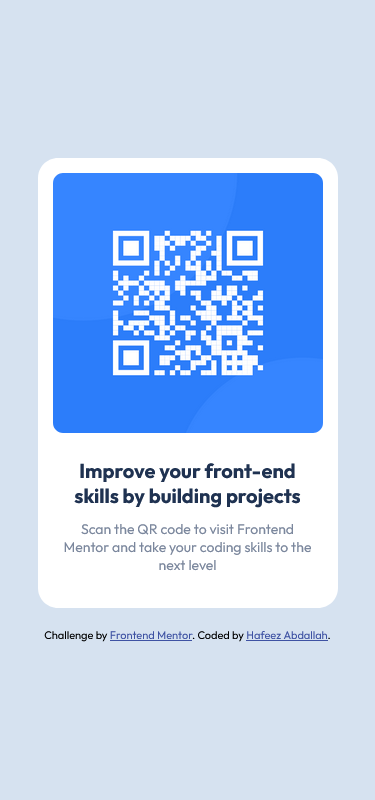 Improve your front-end
skills by building projects
Scan the QR code to visit Frontend
Mentor and take your coding skills to the
next level
Challenge by Frontend Mentor. Coded by Hafeez Abdallah.